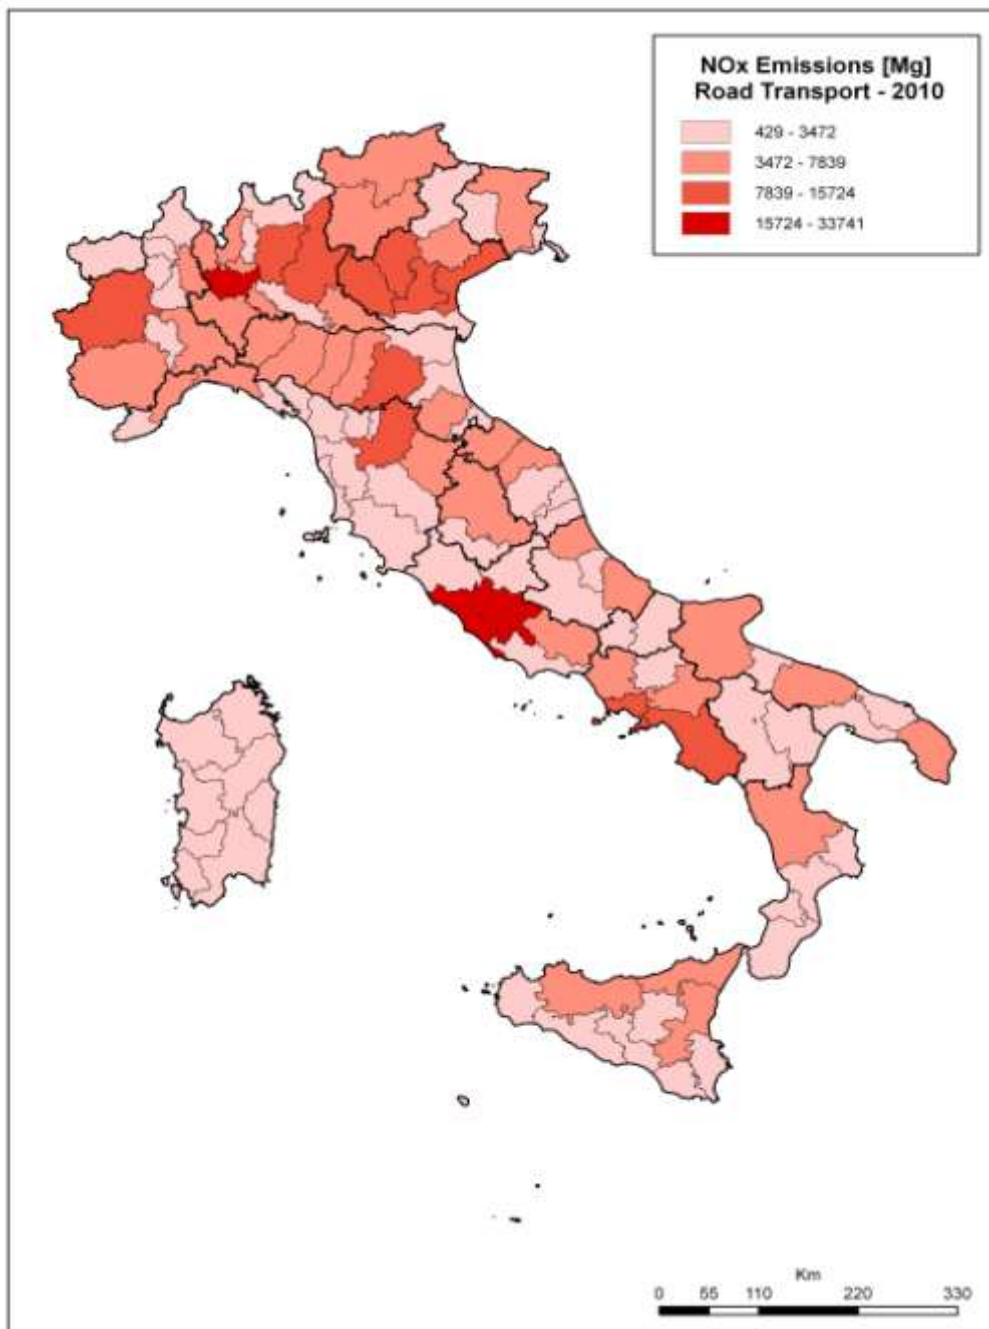 NOx Emissions [Mg]
Road Transport - 2010
429 - 3472
3472 - 7839
7839 - 15724
15724 - 33741
Km
0 55 110 220 330